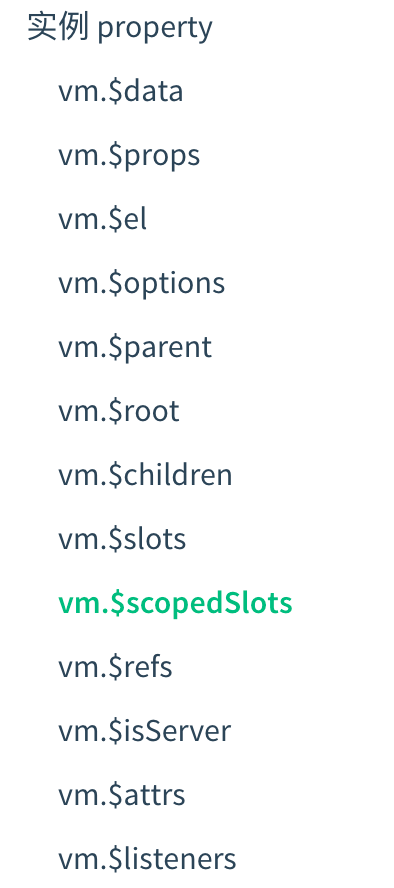 实例 property
vm.$data
vm.$props
vm.$el
vm.$options
vm.$parent
vm.$root
vm.$children
vm.$slots
vm.$scopedSlots
vm.$refs
vm.$isServer
vm.$attrs
vm.$listeners